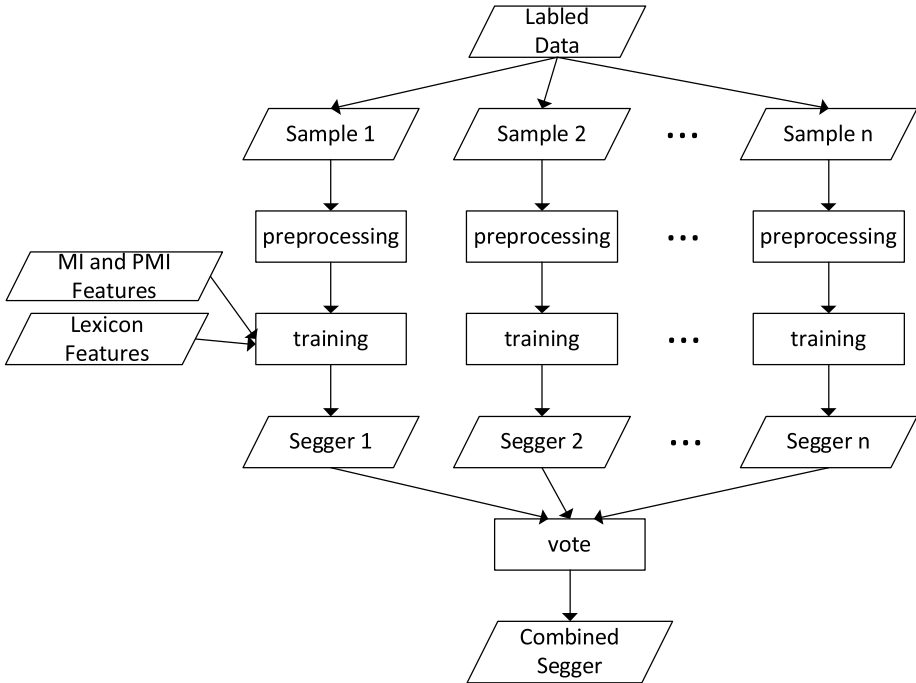 Labled
Data
Sample 1
Sample 2
...
Sample n
preprocessing
preprocessing
...
preprocessing
MI and PMI
Features
Lexicon
Features
training
training
...
training
Segger 1
Segger 2
...
Segger n
vote
Combined
Segger